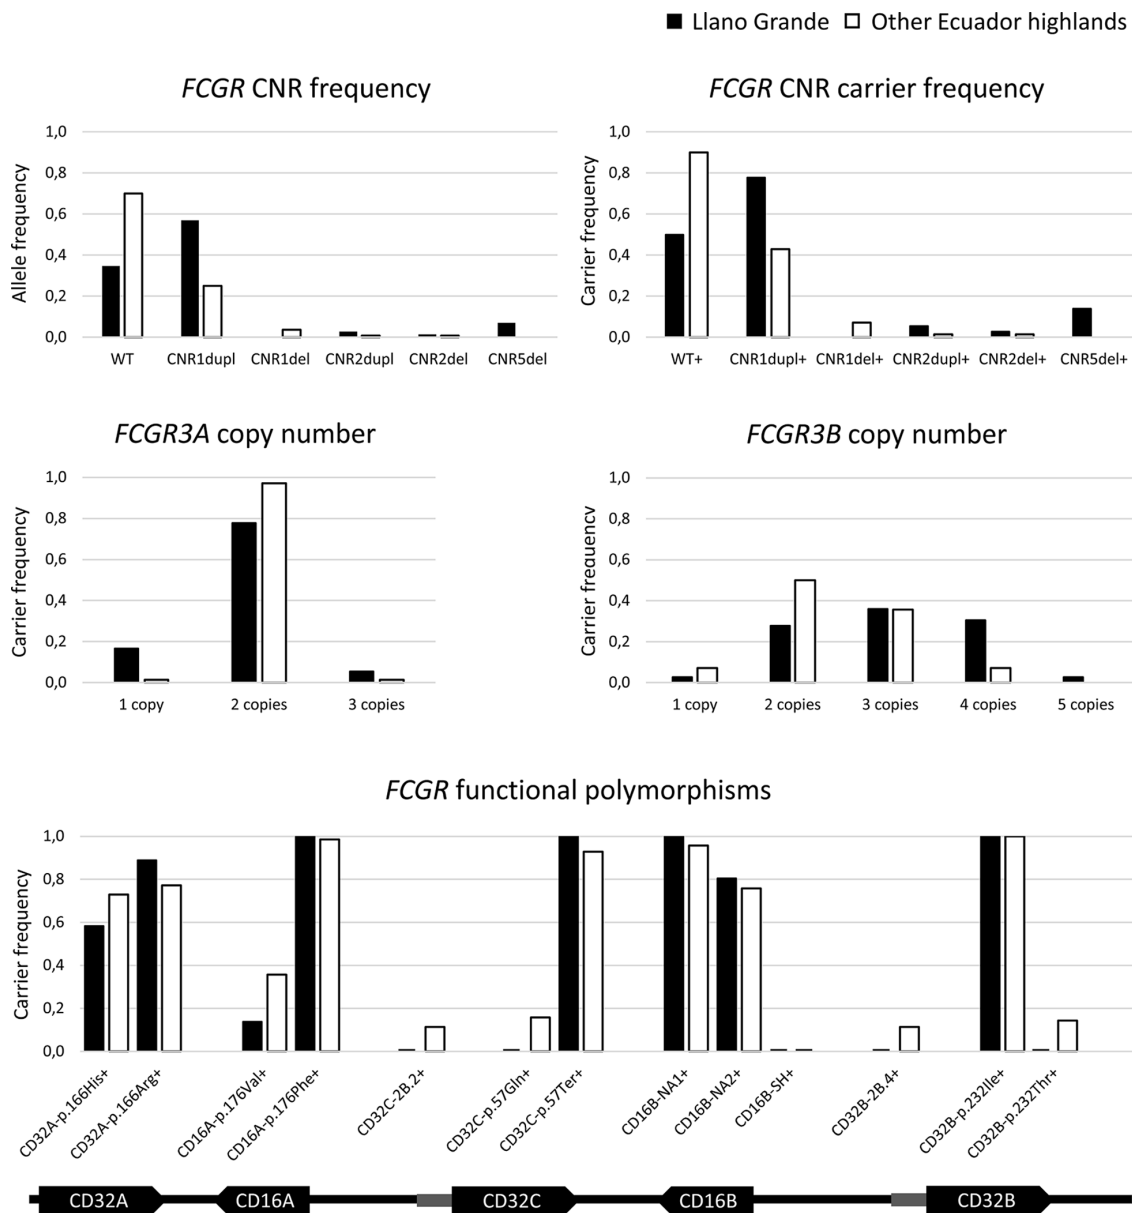 ■ Llano Grande □ Other Ecuador highlands
FCGR CNR frequency
Allele frequency
1,0
0,8
0,6
0,4
0,2
0,0
WT CNR1dupl CNR1del CNR2dupl CNR2del CNR5del
FCGR CNR carrier frequency
Carrier frequency
1,0
0,8
0,6
0,4
0,2
0,0
WT+ CNR1dupl+ CNR1del+ CNR2dupl+ CNR2del+ CNR5del+
FCGR3A copy number
Carrier frequency
1,0
0,8
0,6
0,4
0,2
0,0
1 copy 2 copies 3 copies
FCGR3B copy number
Carrier frequency
1,0
0,8
0,6
0,4
0,2
0,0
1 copy 2 copies 3 copies 4 copies 5 copies
FCGR functional polymorphisms
Carrier frequency
1,0
0,8
0,6
0,4
0,2
0,0
CD32A-p.166His+
CD32A-p.166Arg+
CD16A-p.176Val+
CD16A-p.176Phe+
CD32C-2B.2+
CD32C-p.57Gln+
CD32C-p.57Ter+
CD16B-NA1+
CD16B-NA2+
CD16B-SH+
CD32B-2B.4+
CD32B-p.232Ile+
CD32B-p.232Thr+
CD32A CD16A CD32C CD16B CD32B